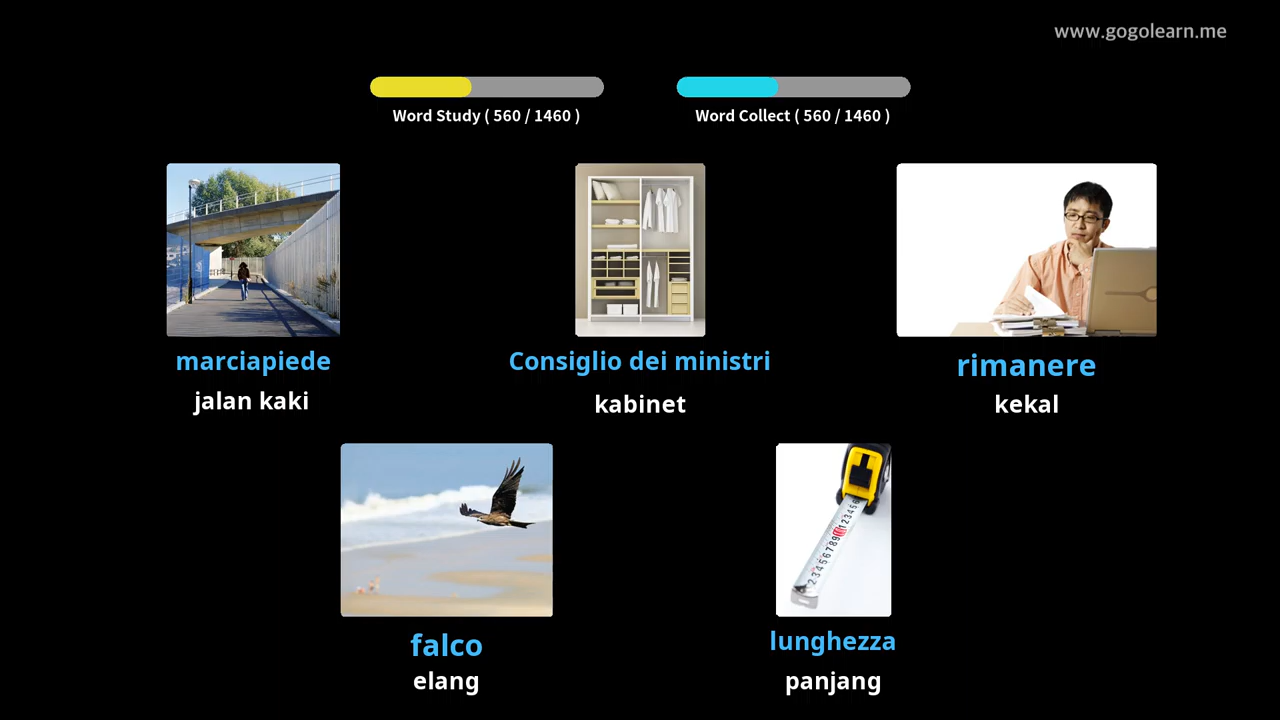 www.gogolearn.me
Word Study ( 560 / 1460 )
Word Collect ( 560 / 1460 )
marciapiede
jalan kaki
Consiglio dei ministri
kabinet
rimanere
kekal
falco
elang
lunghezza
panjang